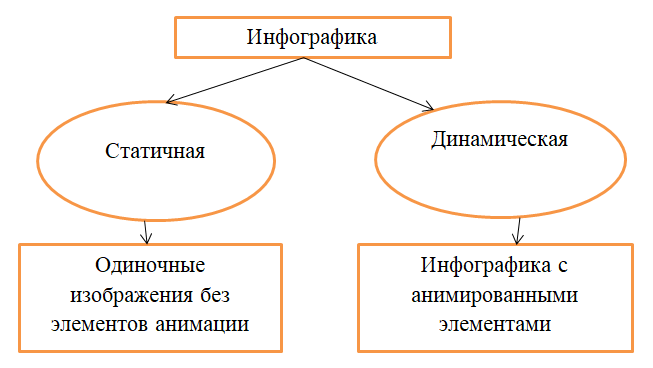 Инфографика
Статичная
Динамическая
Одиночные
изображения без
элементов анимации
Инфографика с
анимированными
элементами